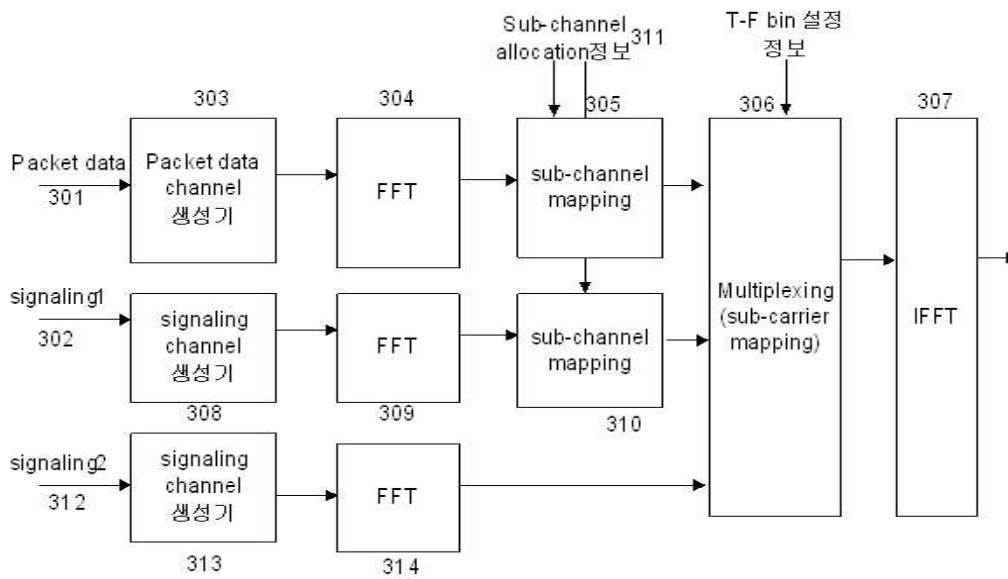 Sub-channel
allocation정보
311
T-F bin 설정
정보
303
304
305
306
307
Packet data
301
Packet data
channel
생성기
FFT
sub-channel
mapping
signaling1
302
signaling
channel
생성기
FFT
sub-channel
mapping
Multiplexing
(sub-carrier
mapping)
IFFT
308
309
310
signaling2
312
signaling
channel
생성기
FFT
313
314